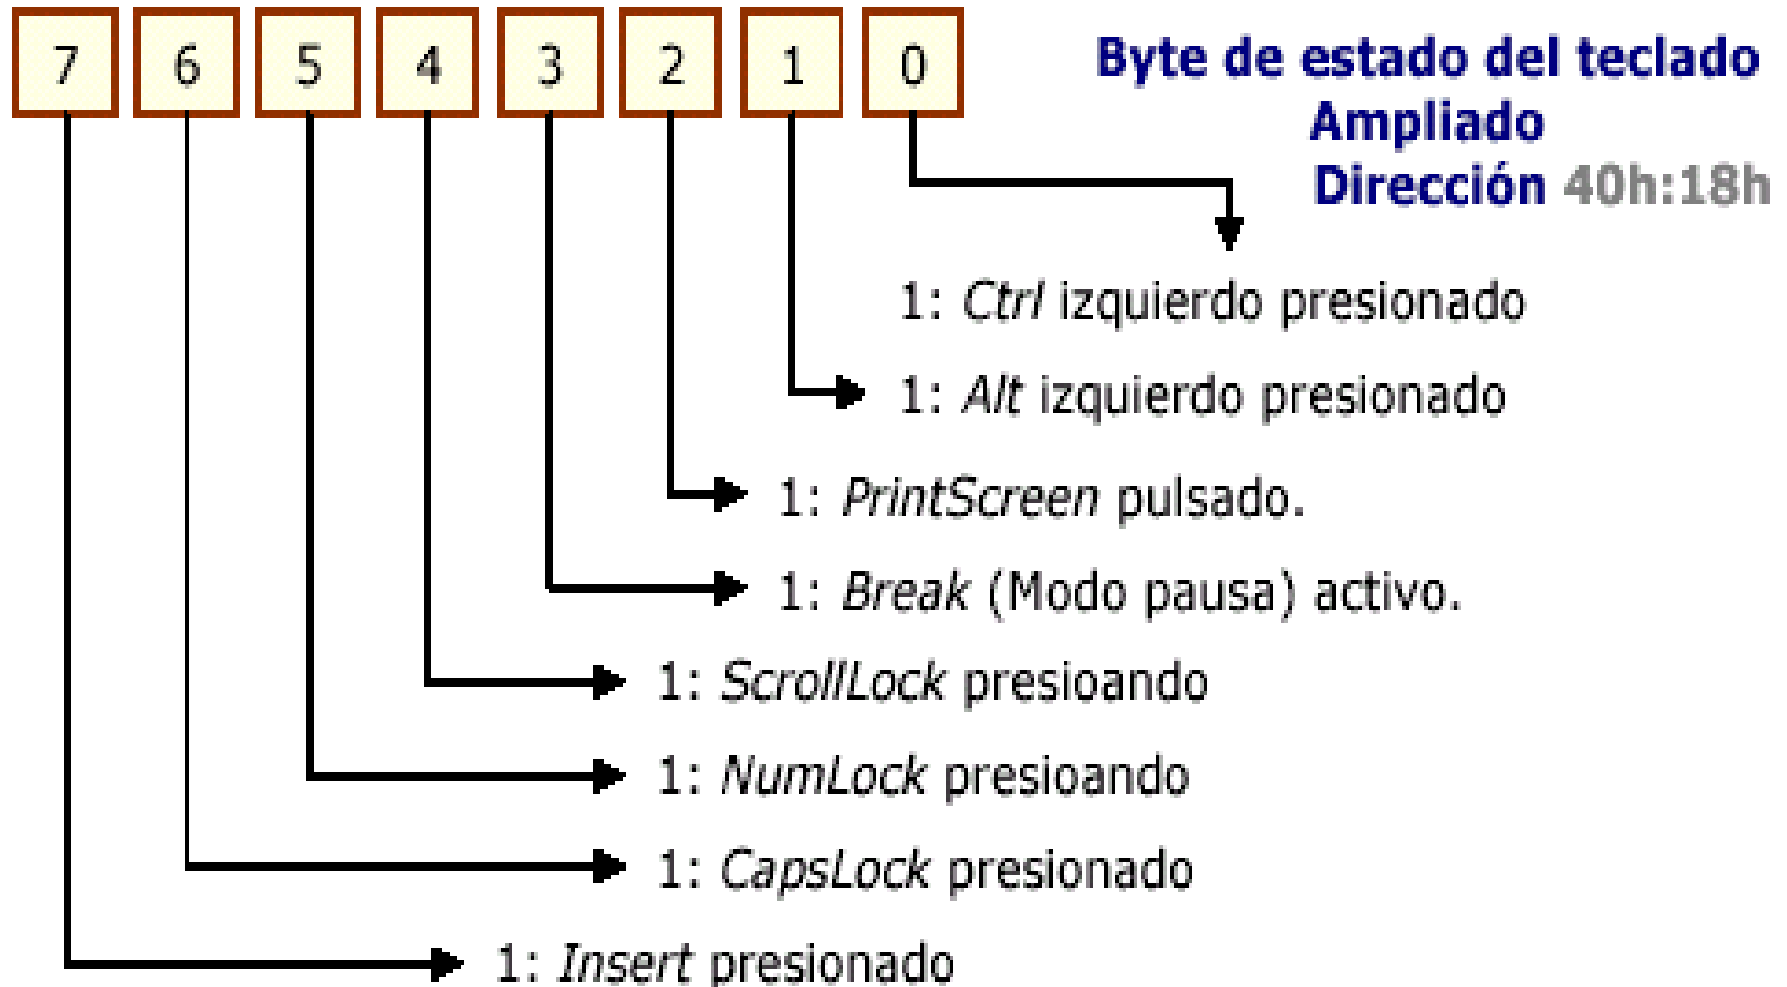 7 6 5 4 3 2 1 0
Byte de estado del teclado
Ampliado
Dirección 40h:18h
1: Ctrl izquierdo presionado
1: Alt izquierdo presionado
1: PrintScreen pulsado.
1: Break (Modo pausa) activo.
1: ScrollLock presioando
1: NumLock presioando
1: CapsLock presionado
1: Insert presionado